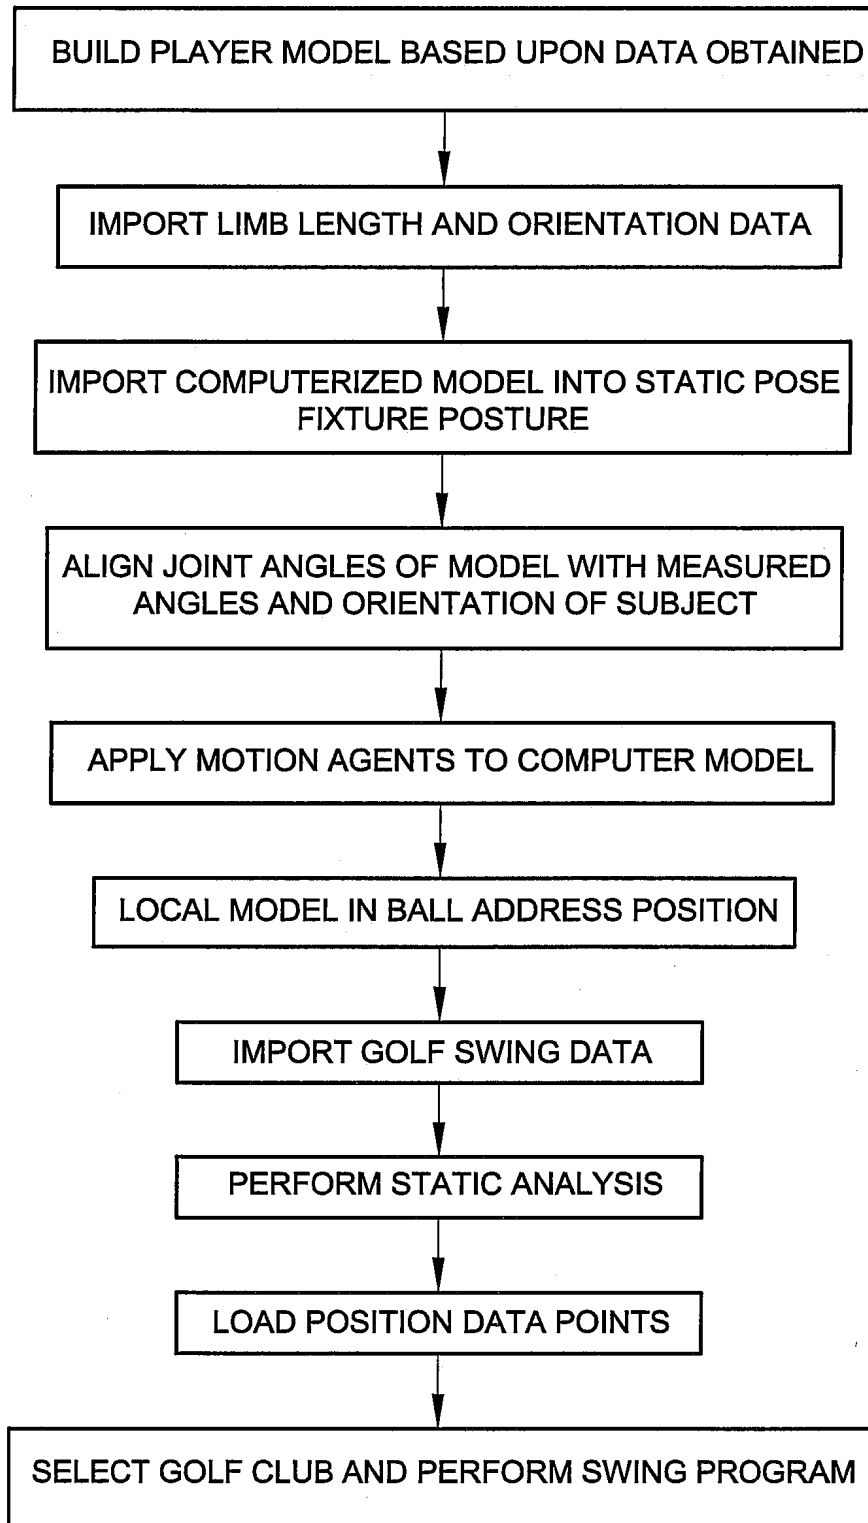 BUILD PLAYER MODEL BASED UPON DATA OBTAINED
IMPORT LIMB LENGTH AND ORIENTATION DATA
IMPORT COMPUTERIZED MODEL INTO STATIC POSE
FIXTURE POSTURE
ALIGN JOINT ANGLES OF MODEL WITH MEASURED
ANGLES AND ORIENTATION OF SUBJECT
APPLY MOTION AGENTS TO COMPUTER MODEL
LOCAL MODEL IN BALL ADDRESS POSITION
IMPORT GOLF SWING DATA
PERFORM STATIC ANALYSIS
LOAD POSITION DATA POINTS
SELECT GOLF CLUB AND PERFORM SWING PROGRAM